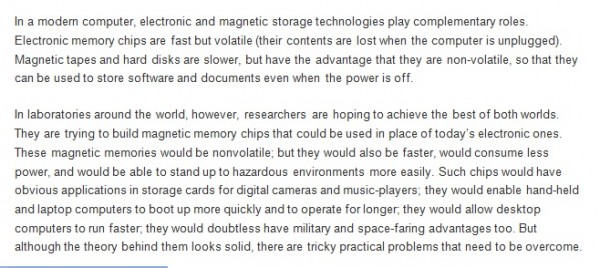 In a modern computer, electronic and magnetic storage technologies play complementary roles.
Electronic memory chips are fast but volatile (their contents are lost when the computer is unplugged).
Magnetic tapes and hard disks are slower, but have the advantage that they are non-volatile, so that they
can be used to store software and documents even when the power is off.
In laboratories around the world, however, researchers are hoping to achieve the best of both worlds.
They are trying to build magnetic memory chips that could be used in place of today's electronic ones.
These magnetic memories would be nonvolatile; but they would also be faster, would consume less
power, and would be able to stand up to hazardous environments more easily. Such chips would have
obvious applications in storage cards for digital cameras and music-players; they would enable hand-held
and laptop computers to boot up more quickly and to operate for longer; they would allow desktop
computers to run faster; they would doubtless have military and space-faring advantages too. But
although the theory behind them looks solid, there are tricky practical problems that need to be overcome.